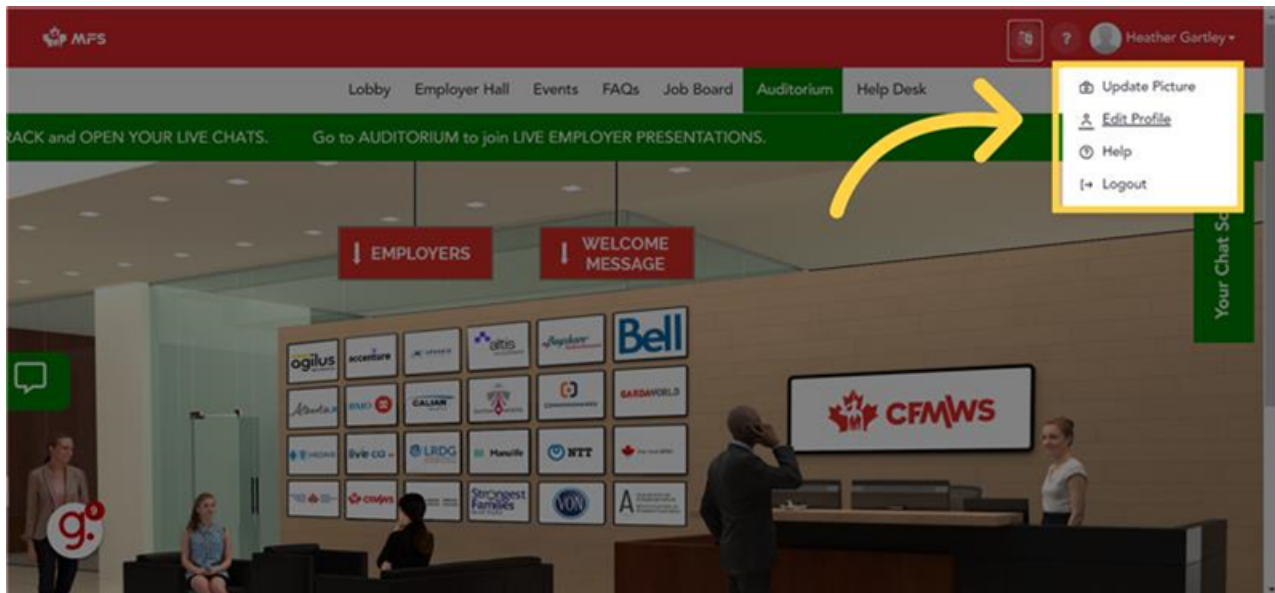 MFS
?
Heather Gartley
Lobby Employer Hall Events FAQs Job Board Auditorium Help Desk
Update Picture
Edit Profile
Help
Logout
RACK and OPEN YOUR LIVE CHATS. Go to AUDITORIUM to join LIVE EMPLOYER PRESENTATIONS.
Your Chat Sc
EMPLOYERS
WELCOME
MESSAGE
ogilus accenture altis Bayshore Bell
BMO CALIAN GARDAWORLD
LRDG Manulife NTT
CFMWS Strongest
Families VON A
CFMWS
g.